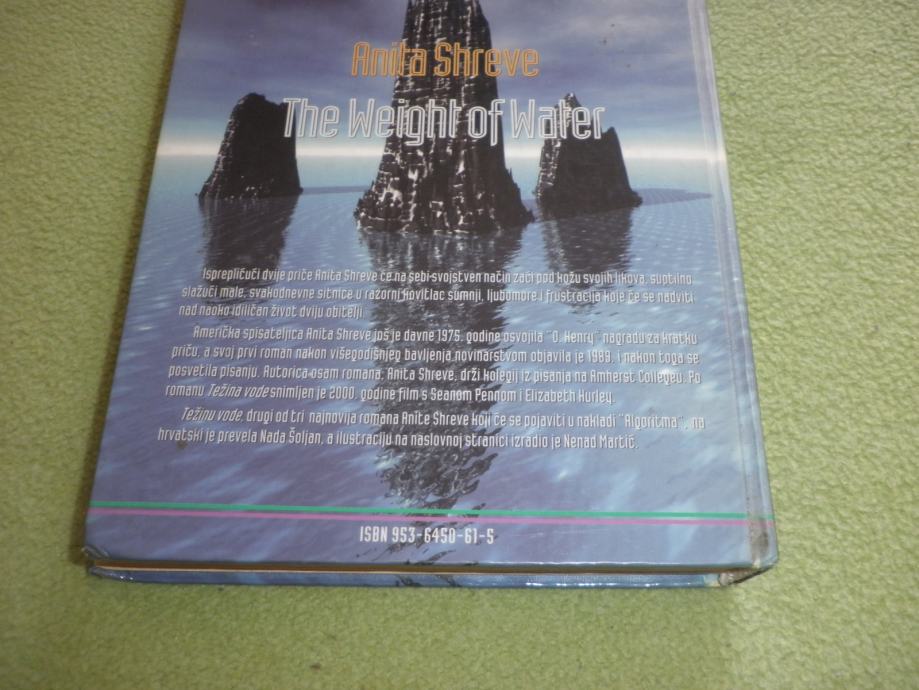 Anita Shreve
The Weight of Water
Isprepličući dvije priče Anita Shreve će na sebi-svojstven način zaći pod kožu svojih likova, suptilno
slažući male, svakodnevne sitnice u razorni kovitlac sumnji, ljubomore i frustracija koje će se nadviti
nad naoko idiličan život dviju obitelji.
Američka spisateljica Anita Shreve još je davne 1975. godine osvojila "O. Henry" nagradu za kratku
priču, a svoj prvi roman nakon višegodišnjeg bavljenja novinarstvom objavila je 1989. i nakon toga se
posvetila pisanju. Autorica osam romana, Anita Shreve, drži kolegij iz pisanja na Amherst Collegeu. Po
romanu Težina vode snimljen je 2000. godine film s Seanom Pennom i Elizabeth Hurley.
Težinu vode, drugi od tri najnovija romana Anite Shreve koji će se pojaviti u nakladi "Algoritma", na
hrvatski je prevela Nada Šoljan, a ilustraciju na naslovnoj stranici izradio je Nenad Martić.
ISBN 953-6450-61-5